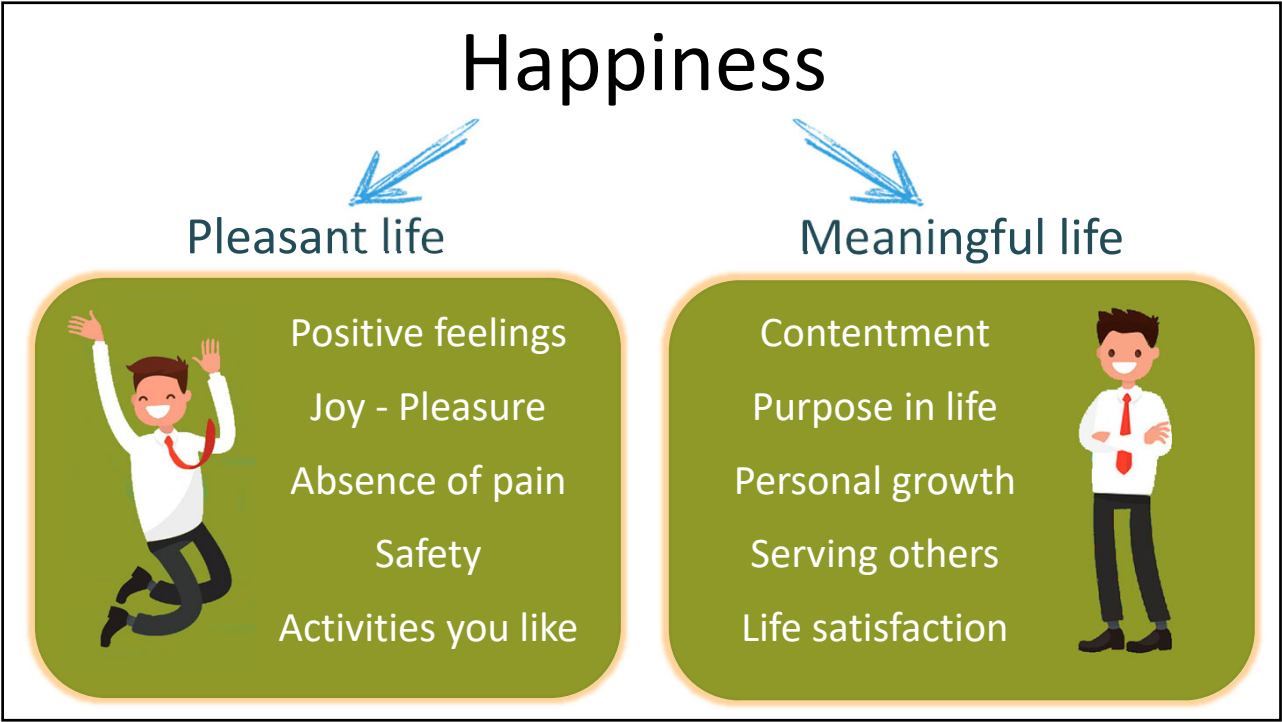 Happiness
Pleasant life
Positive feelings
Joy - Pleasure
Absence of pain
Safety
Activities you like
Meaningful life
Contentment
Purpose in life
Personal growth
Serving others
Life satisfaction